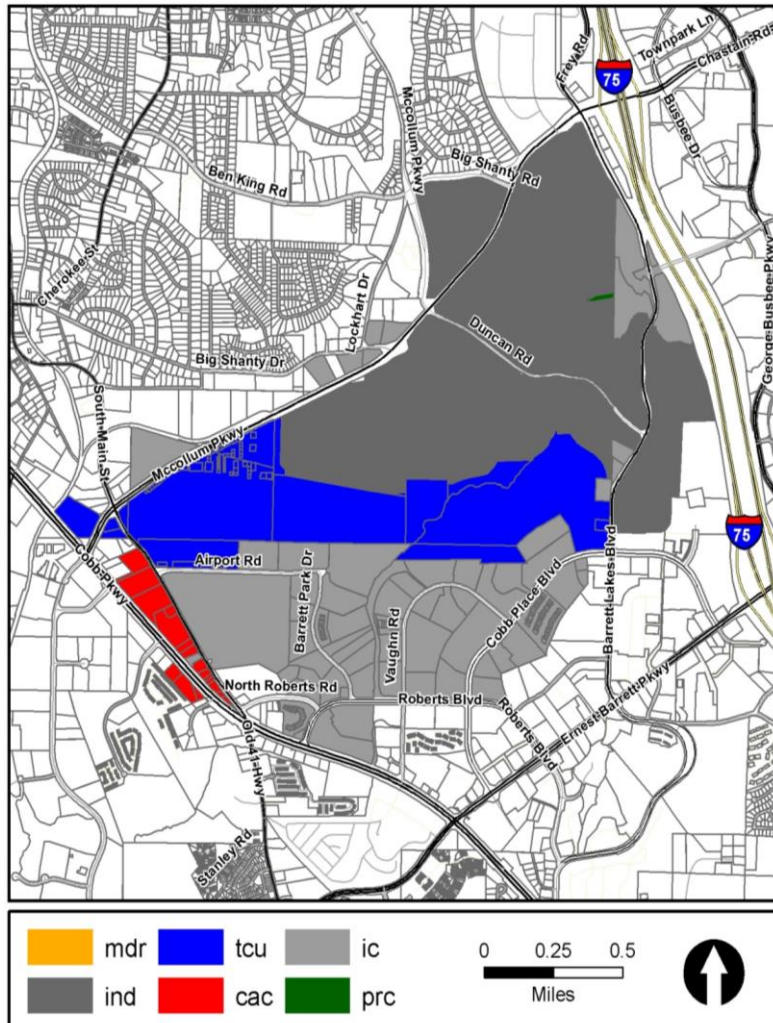 Frey Rd
Townpark Ln
Chastain Rds
75
Busbee Dr
Mccollum Pkwy
Big Shanty Rd
Ben King Rd
Cherokee St
Lockhart Dr
George Busbee Pkwy
Duncan Rd
Big Shanty Dr
South Main St
Mccollum Pkwy
75
Cobb Pkwy
Airport Rd
Barrett Park Dr
Vaughn Rd
Cobb Place Blvd
Barrett Lakes Blvd
North Roberts Rd
Roberts Blvd
Roberts Blvd
Ernest Barrett Pkwy
Old 41 Hwy
Stanley Rd
mdr tcu ic
ind cac prc
0 0.25 0.5
Miles